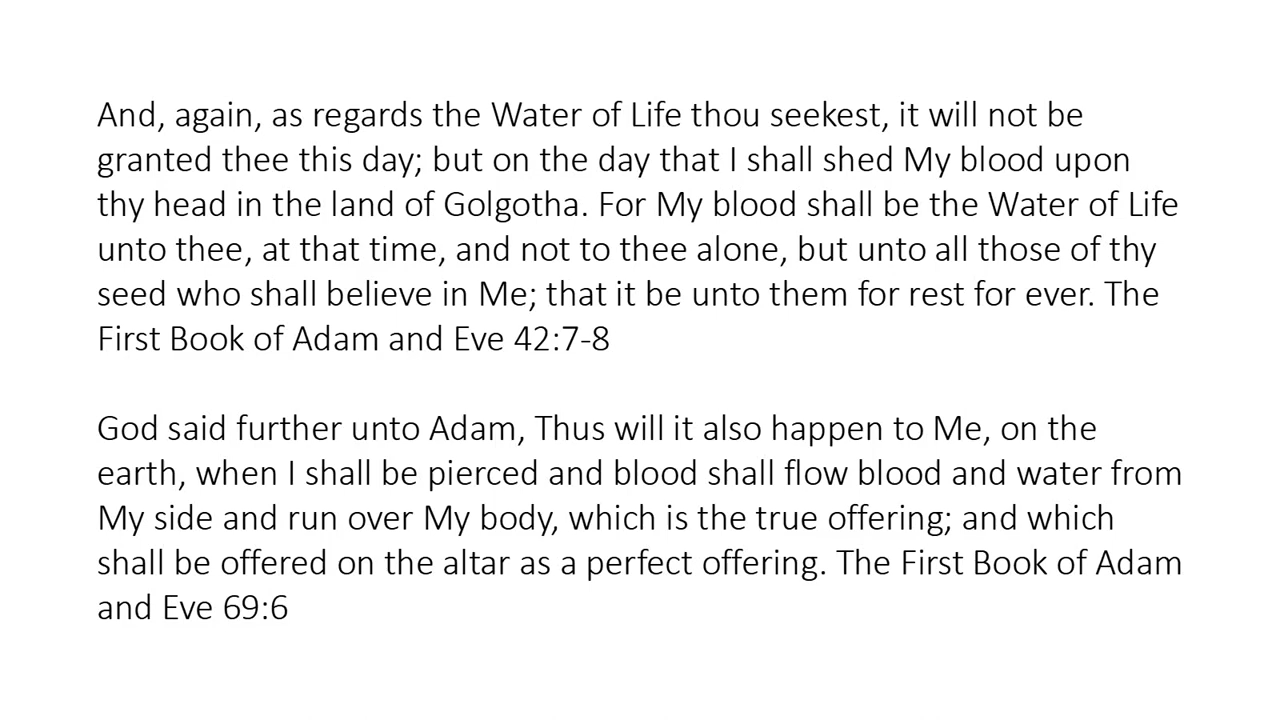 And, again, as regards the Water of Life thou seekest, it will not be
granted thee this day; but on the day that I shall shed My blood upon
thy head in the land of Golgotha. For My blood shall be the Water of Life
unto thee, at that time, and not to thee alone, but unto all those of thy
seed who shall believe in Me; that it be unto them for rest for ever. The
First Book of Adam and Eve 42:7-8
God said further unto Adam, Thus will it also happen to Me, on the
earth, when I shall be pierced and blood shall flow blood and water from
My side and run over My body, which is the true offering; and which
shall be offered on the altar as a perfect offering. The First Book of Adam
and Eve 69:6